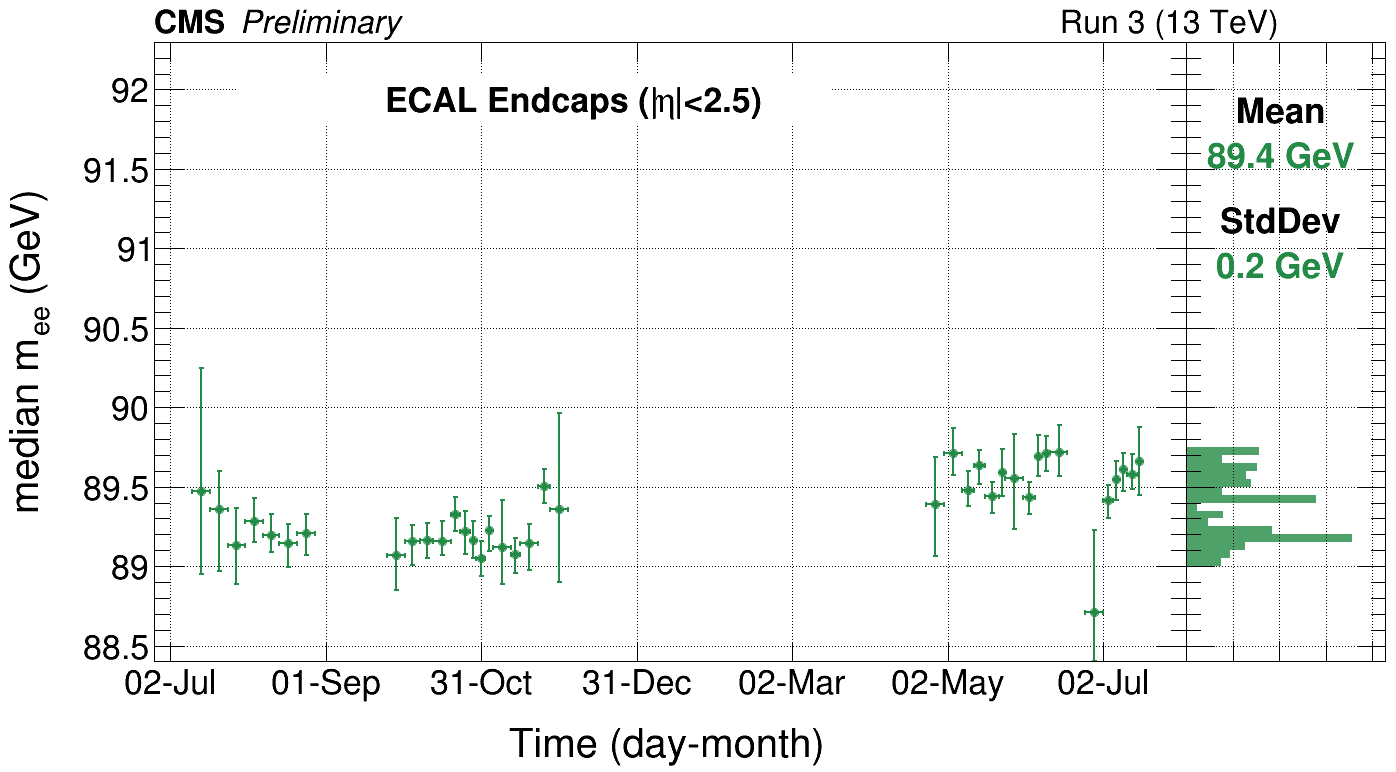 CMS Preliminary
Run 3 (13 TeV)
ECAL Endcaps (|η|<2.5)
Mean
89.4 GeV
StdDev
0.2 GeV
median m_ee (GeV)
92
91.5
91
90.5
90
89.5
89
88.5
02-Jul 01-Sep 31-Oct 31-Dec 02-Mar 02-May 02-Jul
Time (day-month)